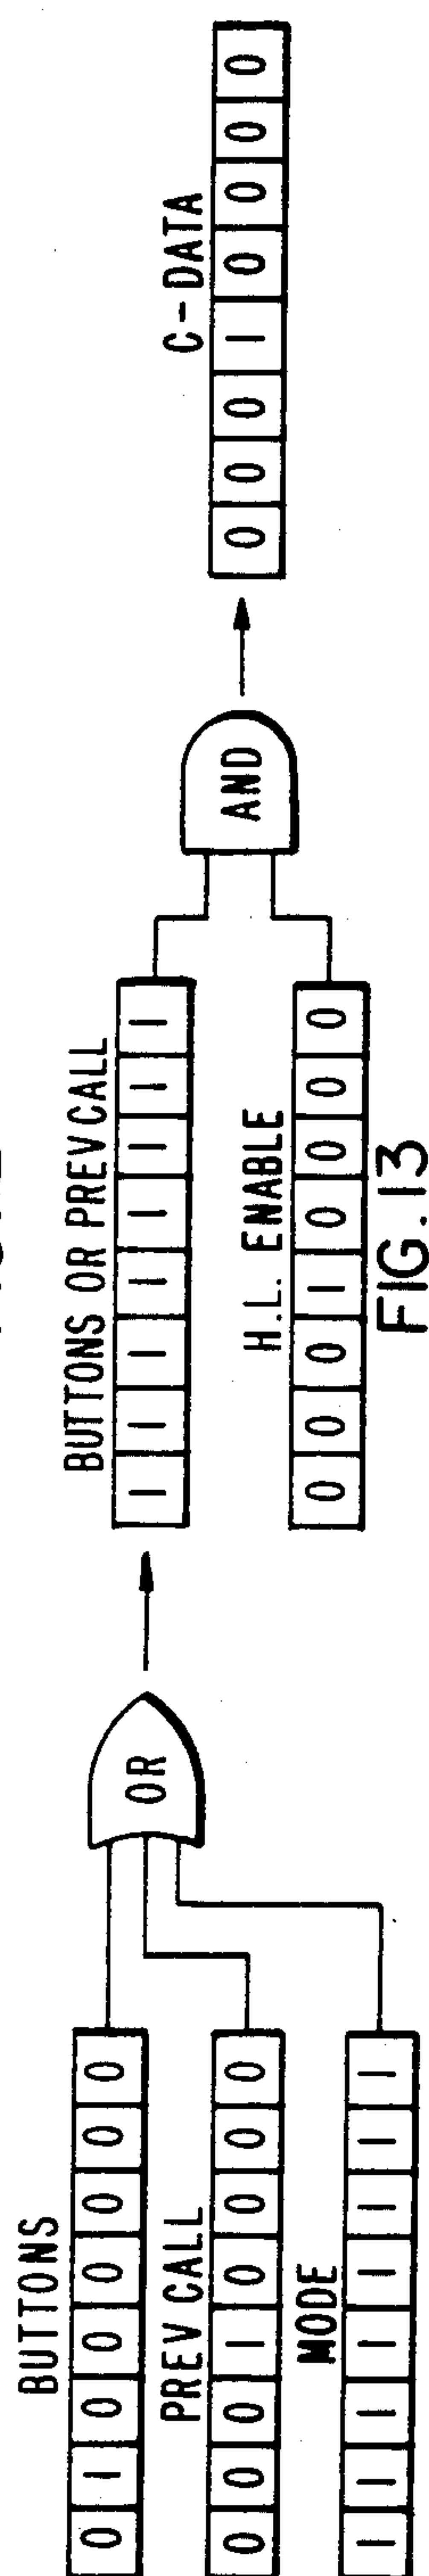 BUTTONS
0 1 0 0 0 0 0 0
PREV CALL
0 0 0 1 0 0 0 0
MODE
1 1 1 1 1 1 1 1
OR
BUTTONS OR PREV CALL
1 1 1 1 1 1 1 1
H.L. ENABLE
0 0 0 1 0 0 0 0
AND
C-DATA
0 0 0 1 0 0 0 0
FIG.13